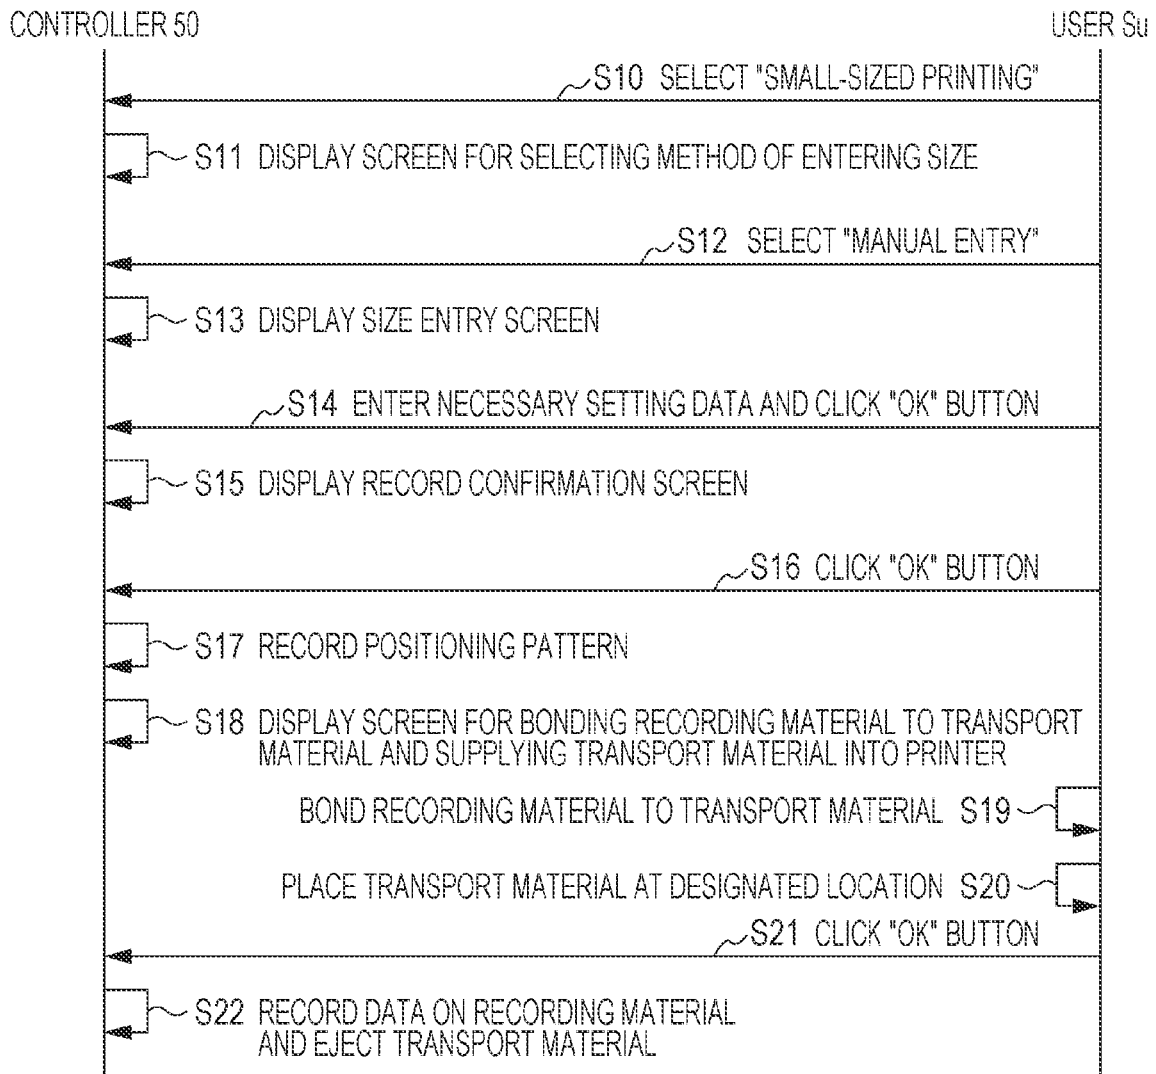 CONTROLLER 50
USER Su
S10 SELECT "SMALL-SIZED PRINTING"
S11 DISPLAY SCREEN FOR SELECTING METHOD OF ENTERING SIZE
S12 SELECT "MANUAL ENTRY"
S13 DISPLAY SIZE ENTRY SCREEN
S14 ENTER NECESSARY SETTING DATA AND CLICK "OK" BUTTON
S15 DISPLAY RECORD CONFIRMATION SCREEN
S16 CLICK "OK" BUTTON
S17 RECORD POSITIONING PATTERN
S18 DISPLAY SCREEN FOR BONDING RECORDING MATERIAL TO TRANSPORT
MATERIAL AND SUPPLYING TRANSPORT MATERIAL INTO PRINTER
BOND RECORDING MATERIAL TO TRANSPORT MATERIAL S19
PLACE TRANSPORT MATERIAL AT DESIGNATED LOCATION S20
S21 CLICK "OK" BUTTON
S22 RECORD DATA ON RECORDING MATERIAL
AND EJECT TRANSPORT MATERIAL